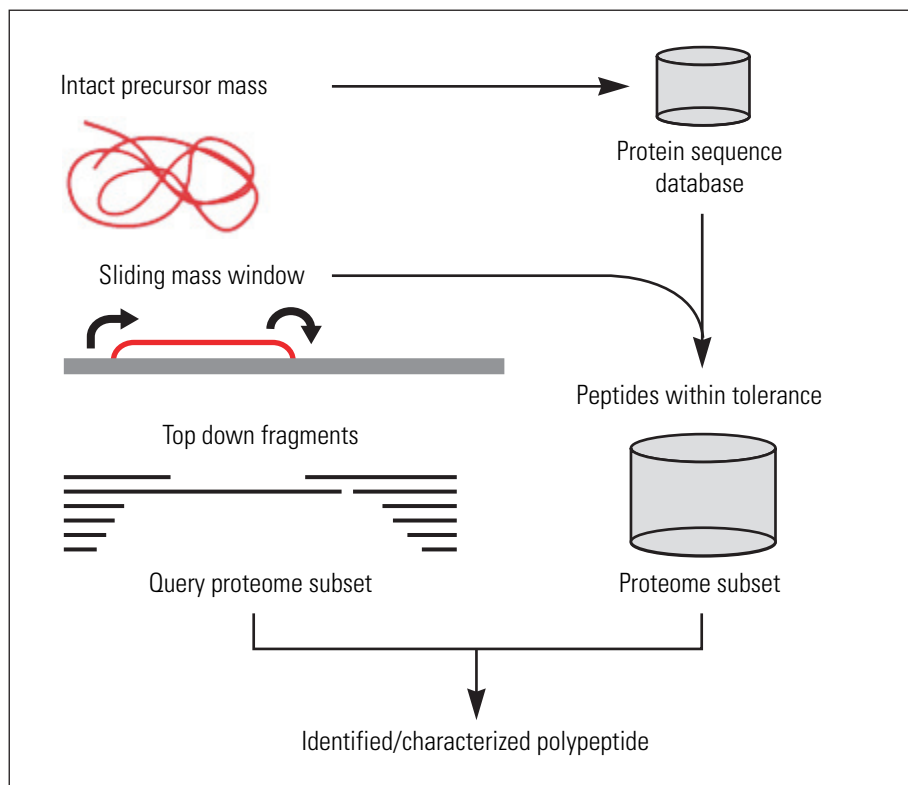 Intact precursor mass
Protein sequence
database
Sliding mass window
Peptides within tolerance
Top down fragments
Query proteome subset
Proteome subset
Identified/characterized polypeptide